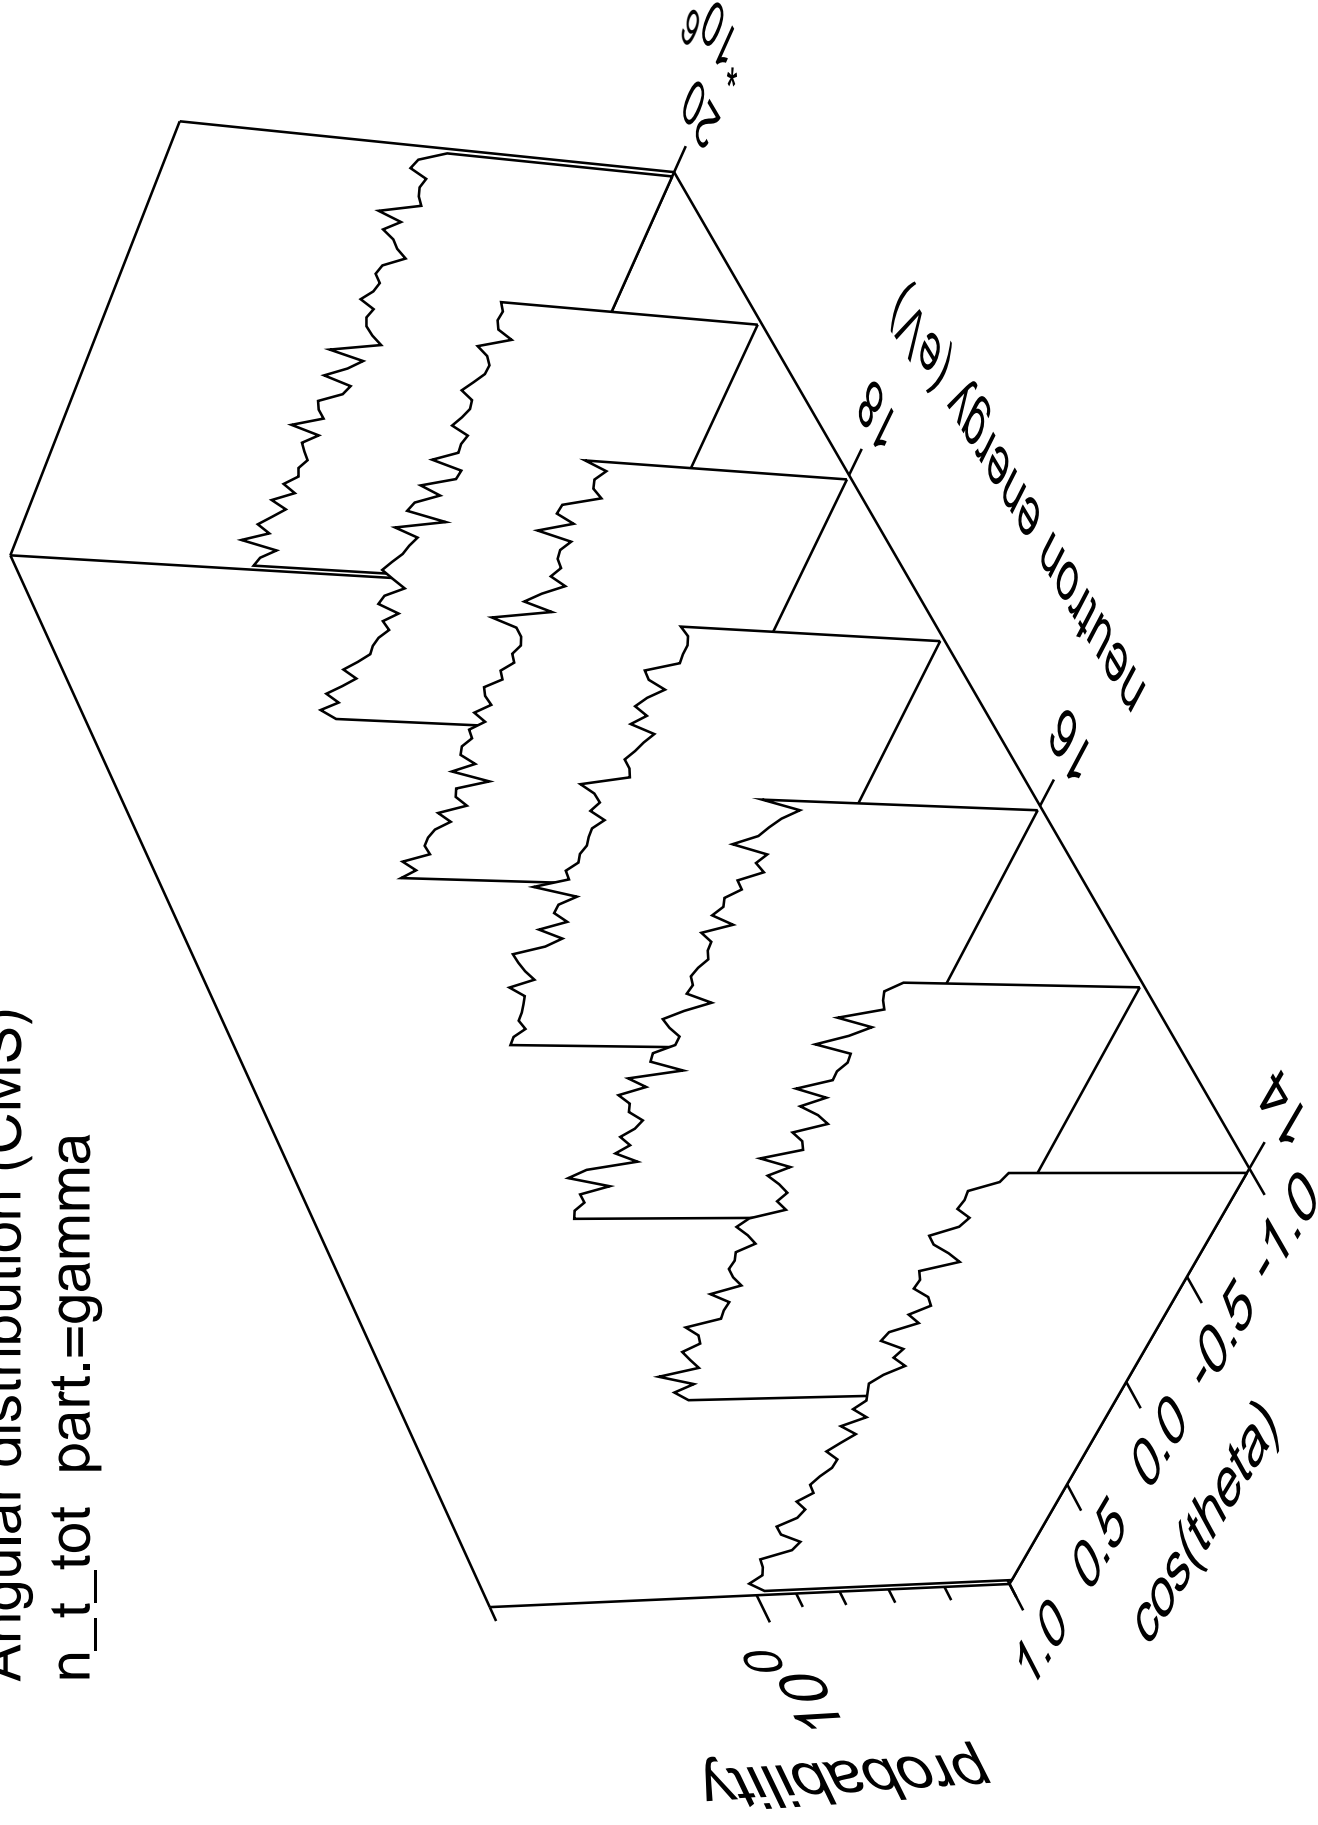 Angular distribution (CMS)
n_t_tot part.=gamma
probability
10^0
cos(theta)
1.0 0.5 0.0 -0.5 -1.0
neutron energy (eV)
14 16 18 20
*10^6